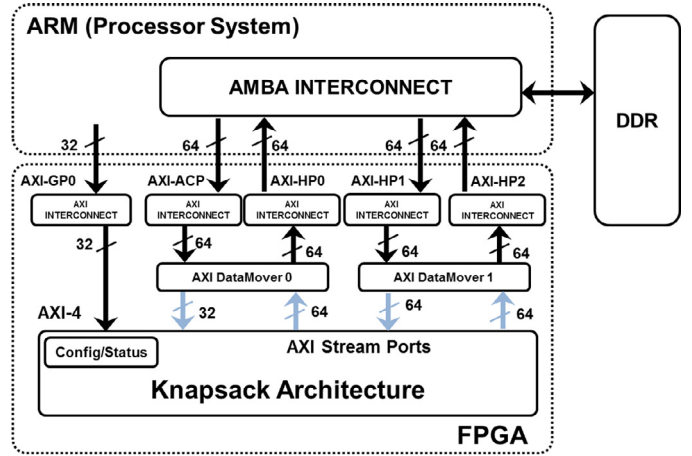 ARM (Processor System)
AMBA INTERCONNECT
DDR
32
64
64
64
64
AXI-GP0
AXI-ACP
AXI-HP0
AXI-HP1
AXI-HP2
AXI
INTERCONNECT
AXI
INTERCONNECT
AXI
INTERCONNECT
AXI
INTERCONNECT
AXI
INTERCONNECT
32
64
64
64
64
AXI DataMover 0
AXI DataMover 1
AXI-4
32
64
64
64
Config/Status
AXI Stream Ports
Knapsack Architecture
FPGA